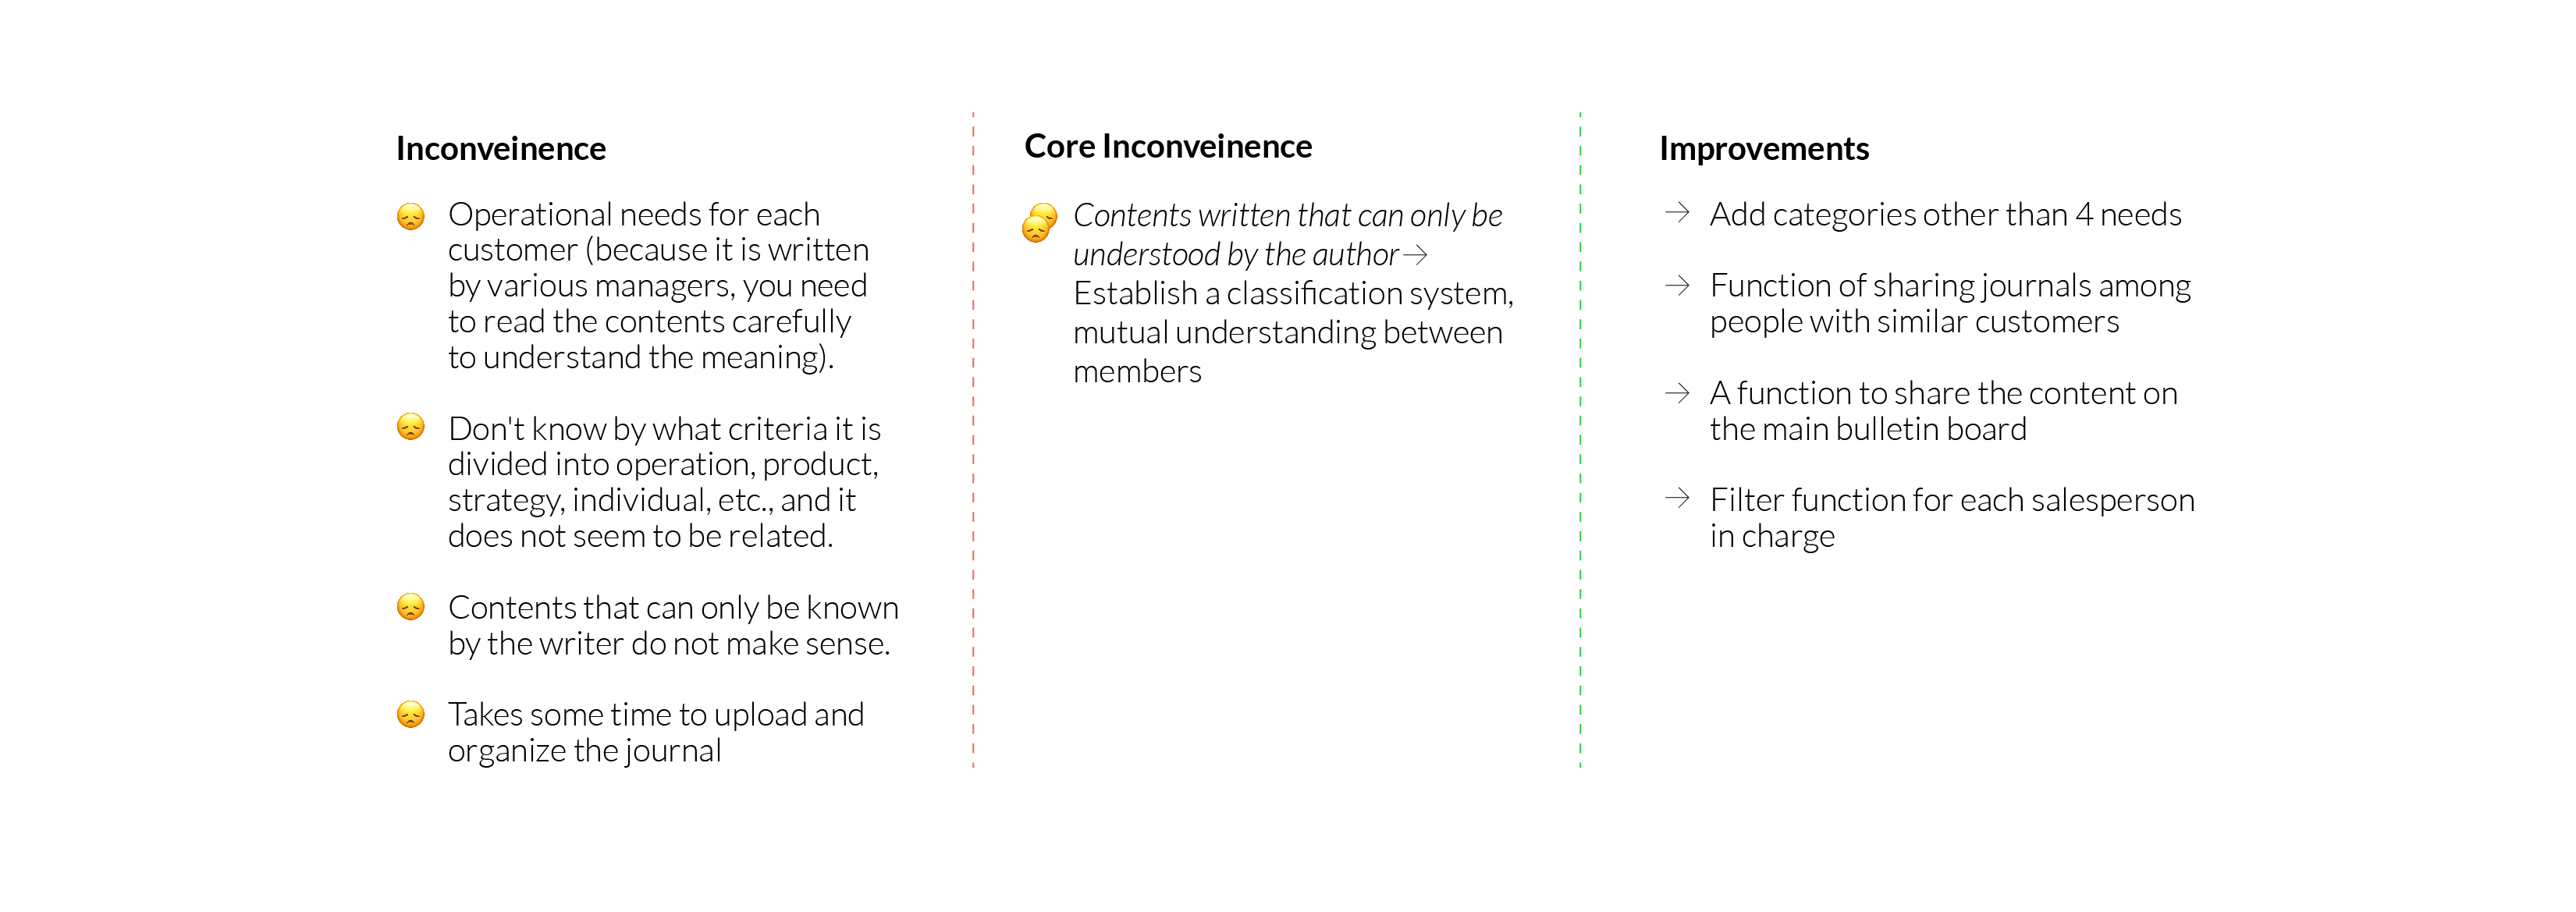 Inconveinence
Operational needs for each
customer (because it is written
by various managers, you need
to read the contents carefully
to understand the meaning).
Don't know by what criteria it is
divided into operation, product,
strategy, individual, etc., and it
does not seem to be related.
Contents that can only be known
by the writer do not make sense.
Takes some time to upload and
organize the journal
Core Inconveinence
Contents written that can only be
understood by the author →
Establish a classification system,
mutual understanding between
members
Improvements
→ Add categories other than 4 needs
→ Function of sharing journals among
people with similar customers
→ A function to share the content on
the main bulletin board
→ Filter function for each salesperson
in charge